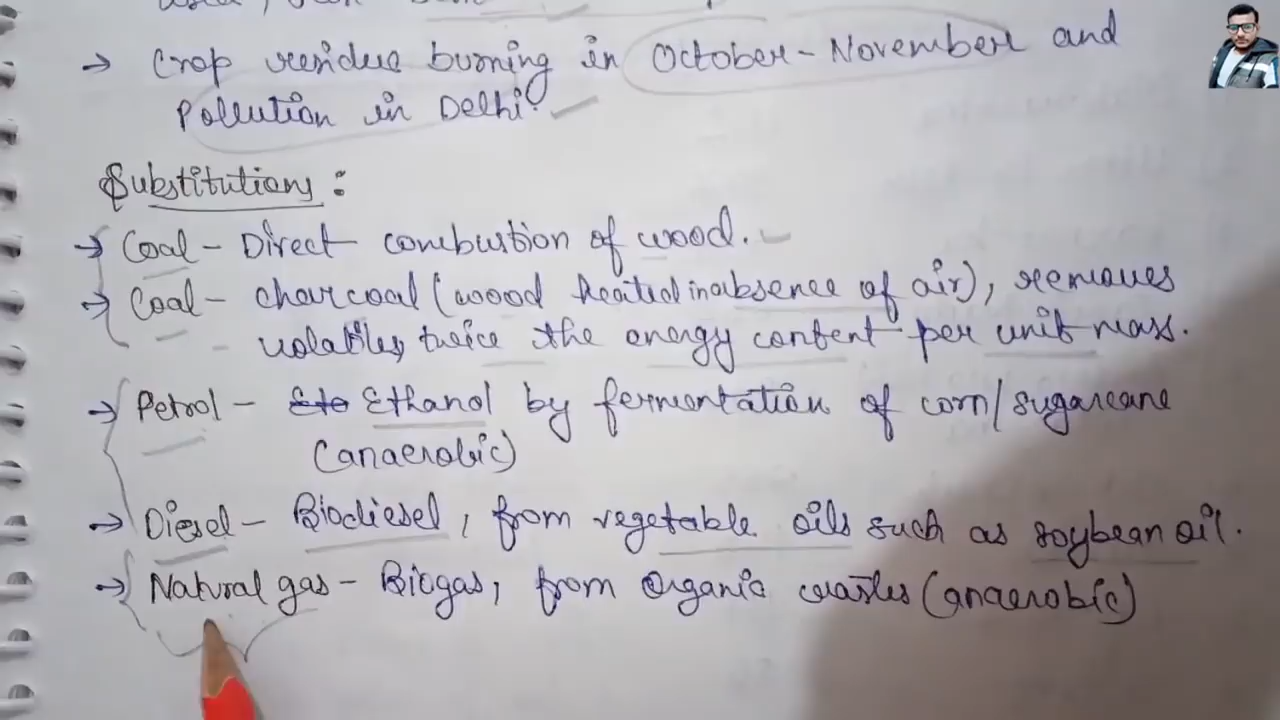 → Crop residue burning in October - November and
Pollution in Delhi.
Substitutions :
→ Coal - Direct combustion of wood.
→ Coal - charcoal (wood heated in absence of air), removes
volatiles, twice the energy content per unit mass.
→ Petrol - Eto Ethanol by fermentation of corn/sugarcane
(anaerobic)
→ Diesel - Biodiesel, from vegetable oils such as soybean oil.
→ Natural gas - Biogas, from organic wastes (anaerobic)